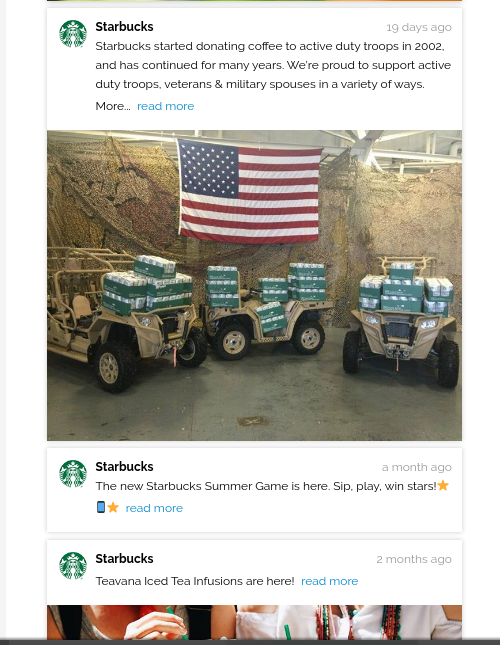 Starbucks 19 days ago
Starbucks started donating coffee to active duty troops in 2002,
and has continued for many years. We're proud to support active
duty troops, veterans & military spouses in a variety of ways.
More... read more
Starbucks a month ago
The new Starbucks Summer Game is here. Sip, play, win stars!⭐
📱⭐ read more
Starbucks 2 months ago
Teavana Iced Tea Infusions are here! read more